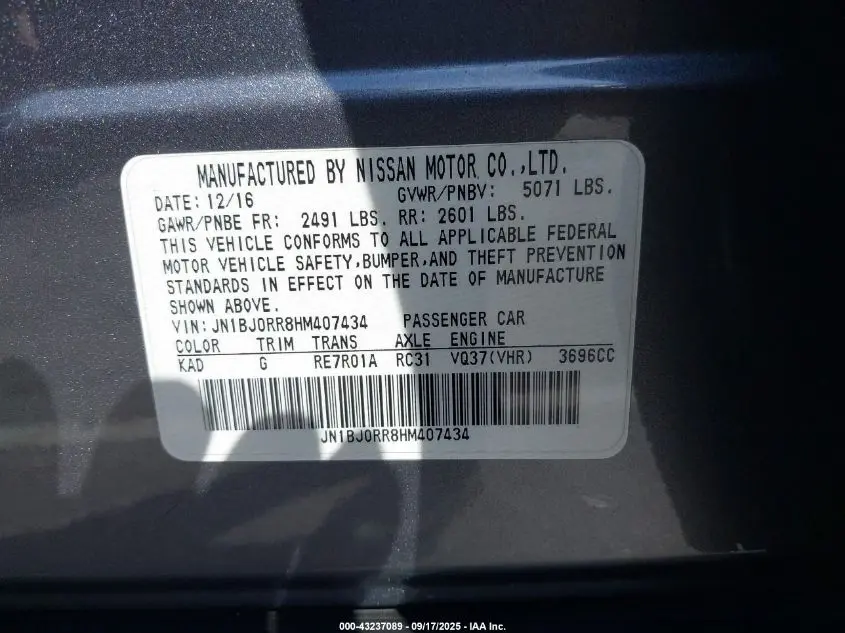 MANUFACTURED BY NISSAN MOTOR CO.,LTD.
DATE: 12/16 GVWR/PNBV: 5071 LBS.
GAWR/PNBE FR: 2491 LBS. RR: 2601 LBS.
THIS VEHICLE CONFORMS TO ALL APPLICABLE FEDERAL
MOTOR VEHICLE SAFETY,BUMPER,AND THEFT PREVENTION
STANDARDS IN EFFECT ON THE DATE OF MANUFACTURE
SHOWN ABOVE.
VIN:JN1BJ0RR8HM407434 PASSENGER CAR
COLOR TRIM TRANS AXLE ENGINE
KAD G RE7R01A RC31 VQ37(VHR) 3696CC
JN1BJ0RR8HM407434
000-43237089 - 09/17/2025 - IAA Inc.